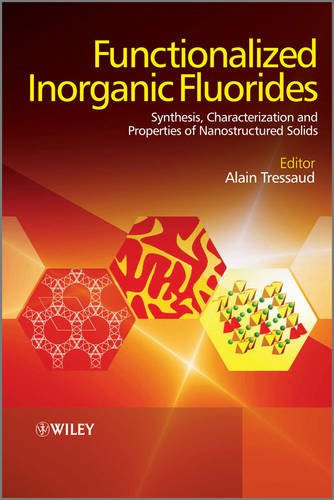 Functionalized
Inorganic Fluorides
Synthesis, Characterization and
Properties of Nanostructured Solids
Editor
Alain Tressaud
WILEY